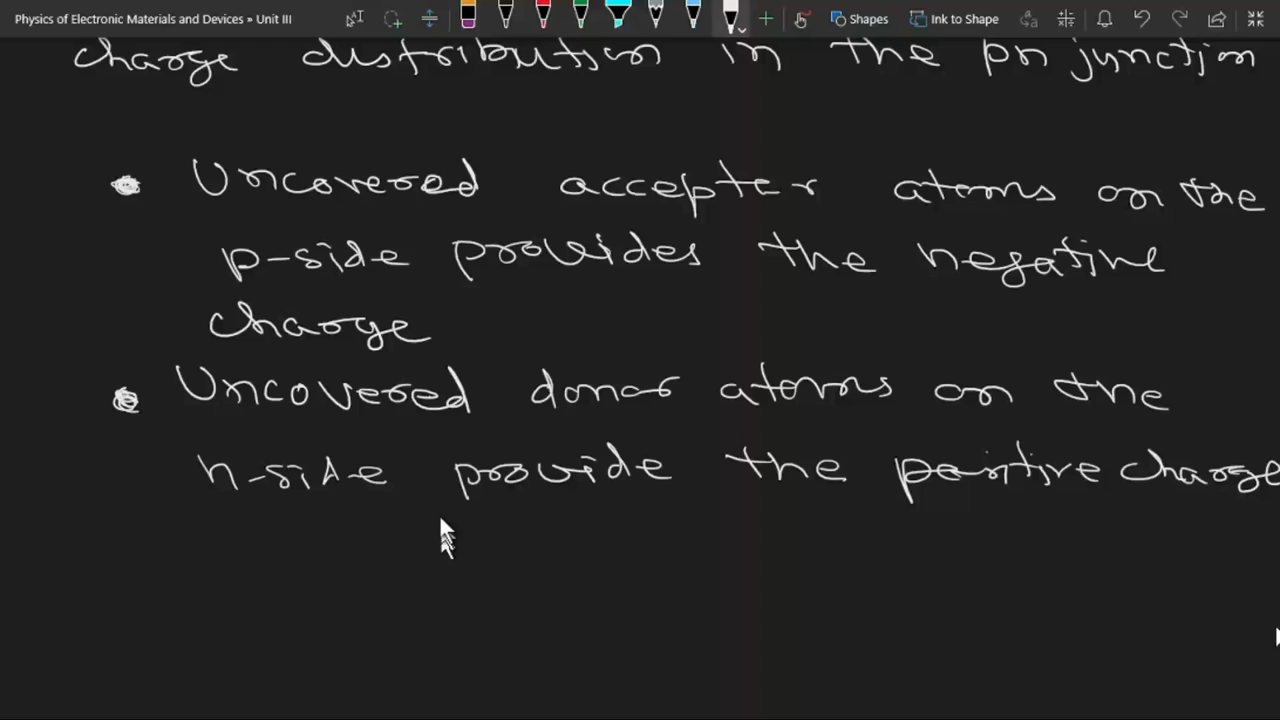 Physics of Electronic Materials and Devices » Unit III
Shapes
Ink to Shape
charge distribution in the pn junction
Uncovered accepter atoms on the
p-side provides the negative
charge
Uncovered donar atoms on the
n-side provide the positive charge